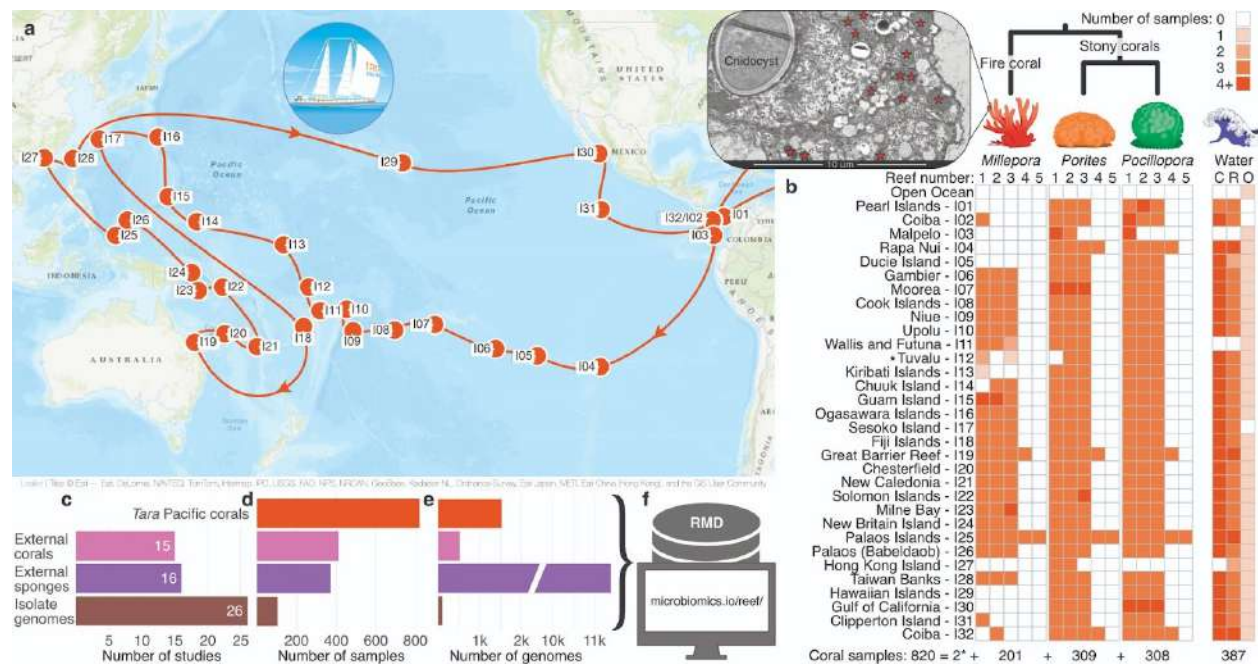 a
JAPAN
Pacific Ocean
Pacific Ocean
UNITED STATES
MEXICO
COLOMBIA
PERU
INDONESIA
AUSTRALIA
I27
I28
I17
I16
I15
I14
I26
I25
I13
I24
I23
I22
I12
I11
I10
I20
I19
I21
I18
I09
I08
I07
I06
I05
I04
I29
I30
I31
I32/I02
I01
I03
Cnidocyst
10 um
Number of samples: 0
1
2
3
4+
Fire coral
Stony corals
Millepora Porites Pocillopora Water
b
Reef number: 1 2 3 4 5 1 2 3 4 5 1 2 3 4 5 C R O
Open Ocean
Pearl Islands - I01
Coiba - I02
Malpelo - I03
Rapa Nui - I04
Ducie Island - I05
Gambier - I06
Moorea - I07
Cook Islands - I08
Niue - I09
Upolu - I10
Wallis and Futuna - I11
*Tuvalu - I12
Kiribati Islands - I13
Chuuk Island - I14
Guam Island - I15
Ogasawara Islands - I16
Sesoko Island - I17
Fiji Islands - I18
Great Barrier Reef - I19
Chesterfield - I20
New Caledonia - I21
Solomon Islands - I22
Milne Bay - I23
New Britain Island - I24
Palaos Islands - I25
Palaos (Babeldaob) - I26
Hong Kong Island - I27
Taiwan Banks - I28
Hawaiian Islands - I29
Gulf of California - I30
Clipperton Island - I31
Coiba - I32
Coral samples: 820 = 2* + 201 + 309 + 308 387
c
d
e
f
Tara Pacific corals
External corals
15
External sponges
16
Isolate genomes
26
5 10 15 20 25
Number of studies
200 400 600 800
Number of samples
1k 2k 10k 11k
Number of genomes
RMD
microbiomics.io/reef/